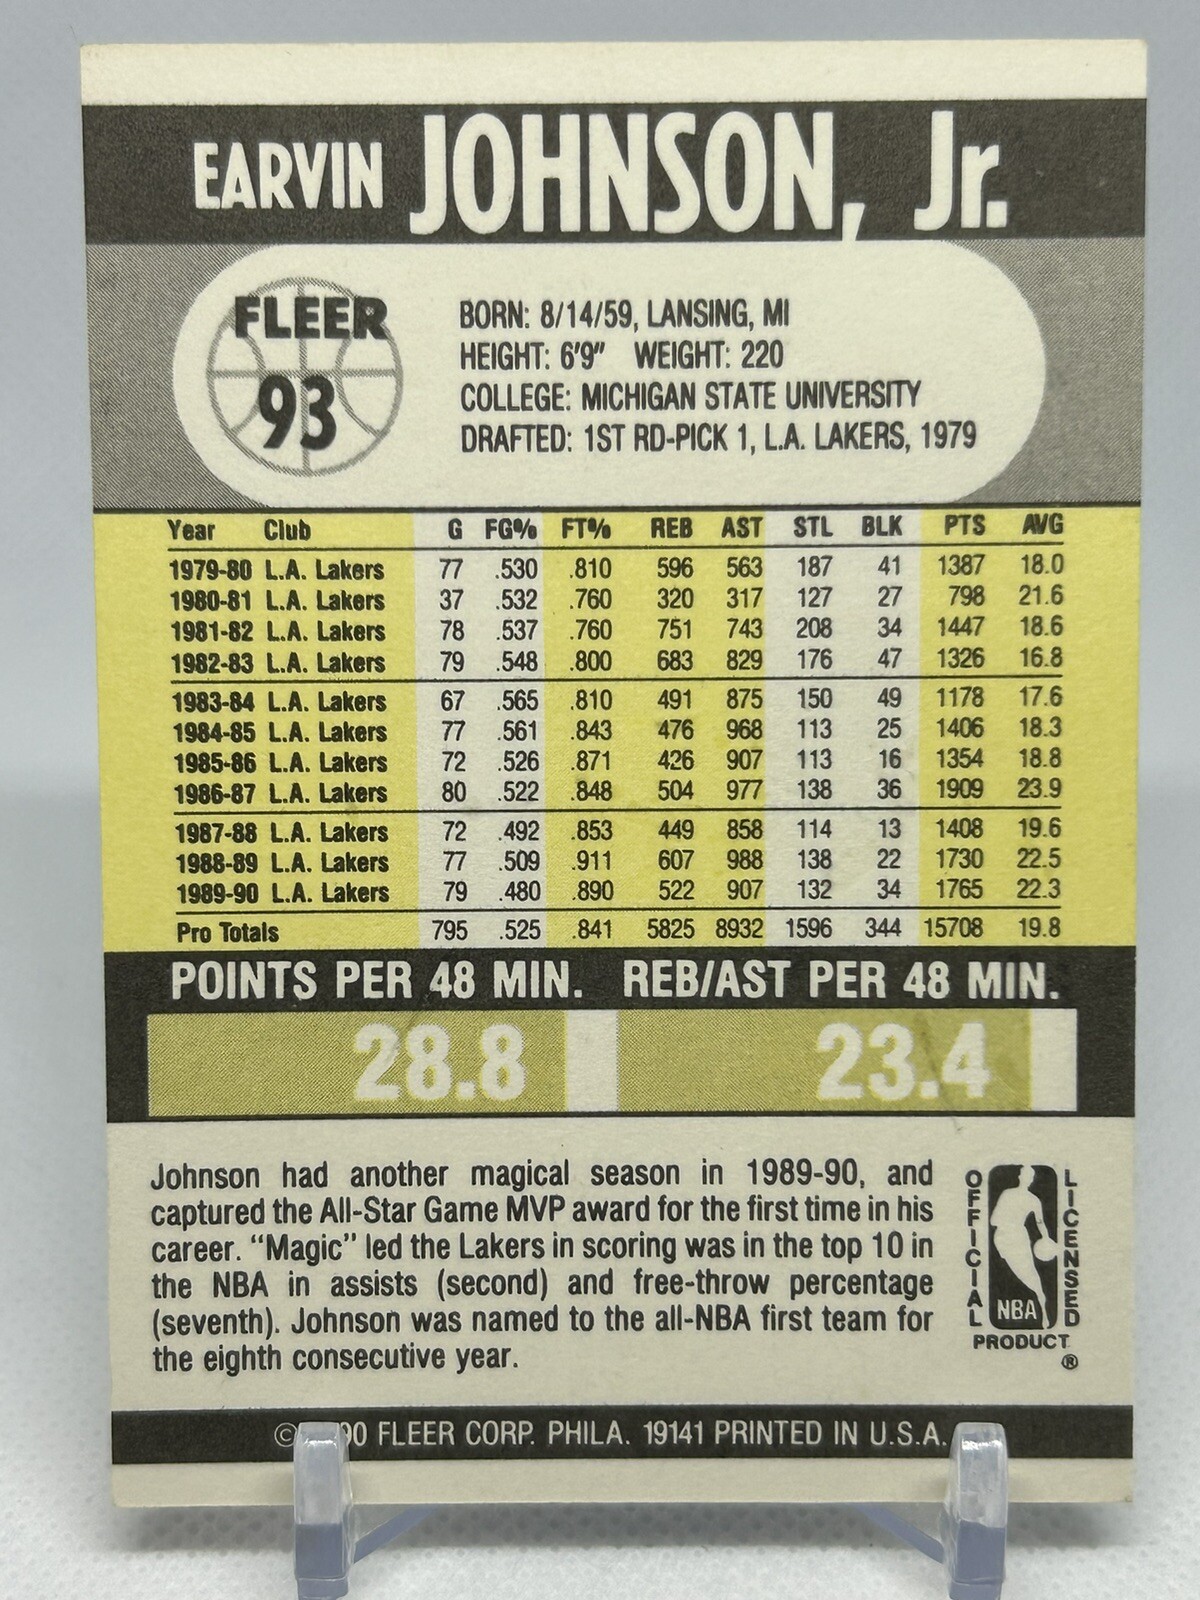 EARVIN JOHNSON, Jr.
FLEER
93
BORN: 8/14/59, LANSING, MI
HEIGHT: 6'9" WEIGHT: 220
COLLEGE: MICHIGAN STATE UNIVERSITY
DRAFTED: 1ST RD-PICK 1, L.A. LAKERS, 1979
Year Club G FG% FT% REB AST STL BLK PTS AVG
1979-80 L.A. Lakers 77 .530 .810 596 563 187 41 1387 18.0
1980-81 L.A. Lakers 37 .532 .760 320 317 127 27 798 21.6
1981-82 L.A. Lakers 78 .537 .760 751 743 208 34 1447 18.6
1982-83 L.A. Lakers 79 .548 .800 683 829 176 47 1326 16.8
1983-84 L.A. Lakers 67 .565 .810 491 875 150 49 1178 17.6
1984-85 L.A. Lakers 77 .561 .843 476 968 113 25 1406 18.3
1985-86 L.A. Lakers 72 .526 .871 426 907 113 16 1354 18.8
1986-87 L.A. Lakers 80 .522 .848 504 977 138 36 1909 23.9
1987-88 L.A. Lakers 72 .492 .853 449 858 114 13 1408 19.6
1988-89 L.A. Lakers 77 .509 .911 607 988 138 22 1730 22.5
1989-90 L.A. Lakers 79 .480 .890 522 907 132 34 1765 22.3
Pro Totals 795 .525 .841 5825 8932 1596 344 15708 19.8
POINTS PER 48 MIN. REB/AST PER 48 MIN.
28.8 23.4
Johnson had another magical season in 1989-90, and
captured the All-Star Game MVP award for the first time in his
career. "Magic" led the Lakers in scoring was in the top 10 in
the NBA in assists (second) and free-throw percentage
(seventh). Johnson was named to the all-NBA first team for
the eighth consecutive year.
OFFICIAL
LICENSED
NBA
PRODUCT
®
© FLEER CORP. PHILA. 19141 PRINTED IN U.S.A.